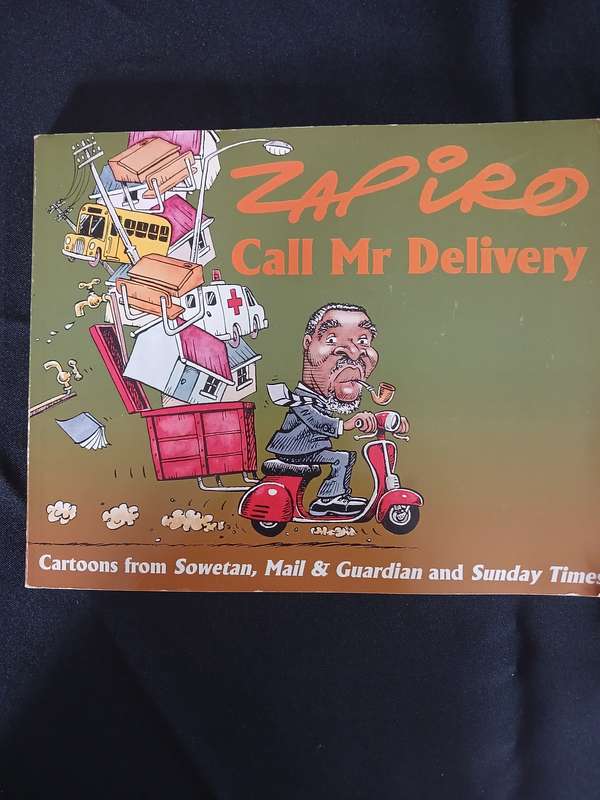 ZAPIRO
Call Mr Delivery
Cartoons from Sowetan, Mail & Guardian and Sunday Times